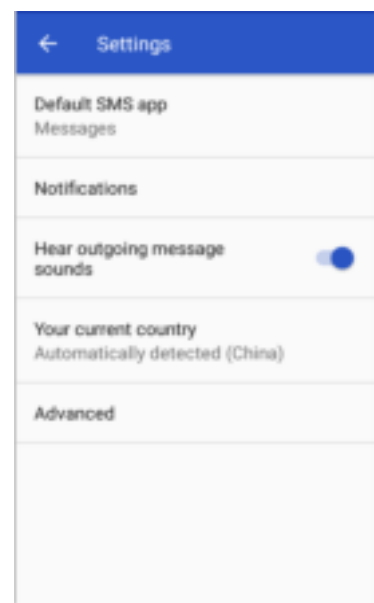 Settings
Default SMS app
Messages
Notifications
Hear outgoing message
sounds
Your current country
Automatically detected (China)
Advanced